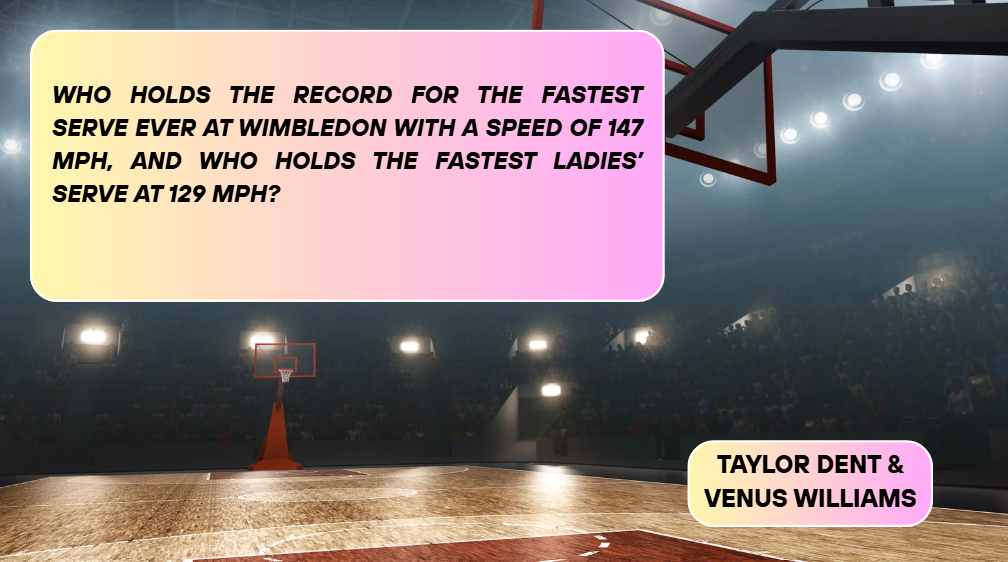 WHO HOLDS THE RECORD FOR THE FASTEST
SERVE EVER AT WIMBLEDON WITH A SPEED OF 147
MPH, AND WHO HOLDS THE FASTEST LADIES’
SERVE AT 129 MPH?
TAYLOR DENT &
VENUS WILLIAMS